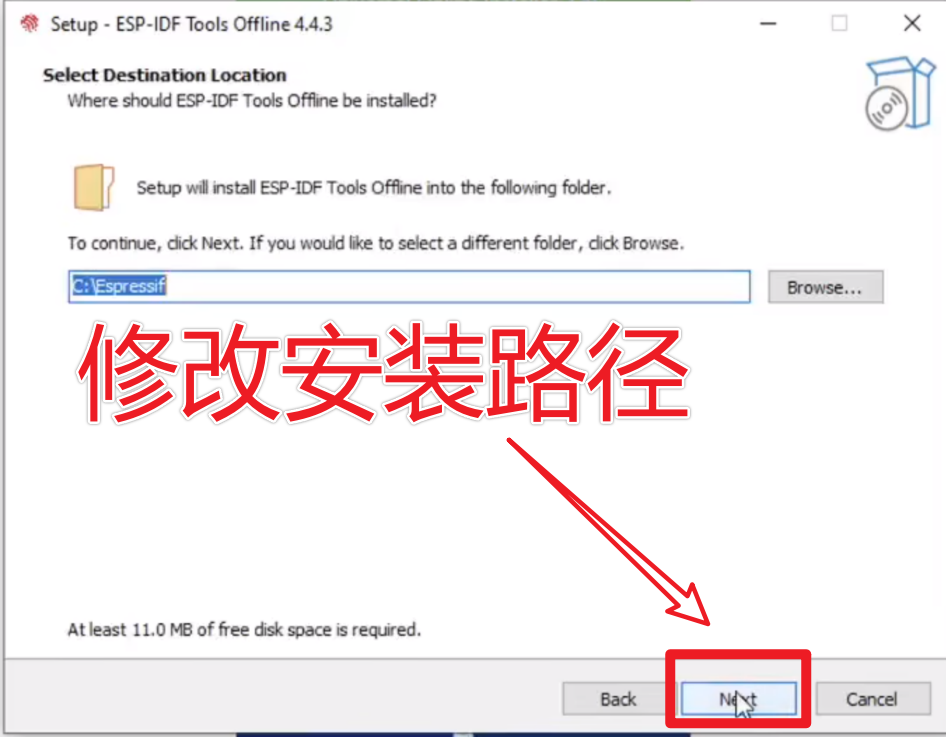 Setup - ESP-IDF Tools Offline 4.4.3
Select Destination Location
Where should ESP-IDF Tools Offline be installed?
Setup will install ESP-IDF Tools Offline into the following folder.
To continue, click Next. If you would like to select a different folder, click Browse.
C:\Espressif
Browse...
修改安装路径
At least 11.0 MB of free disk space is required.
Back
Next
Cancel